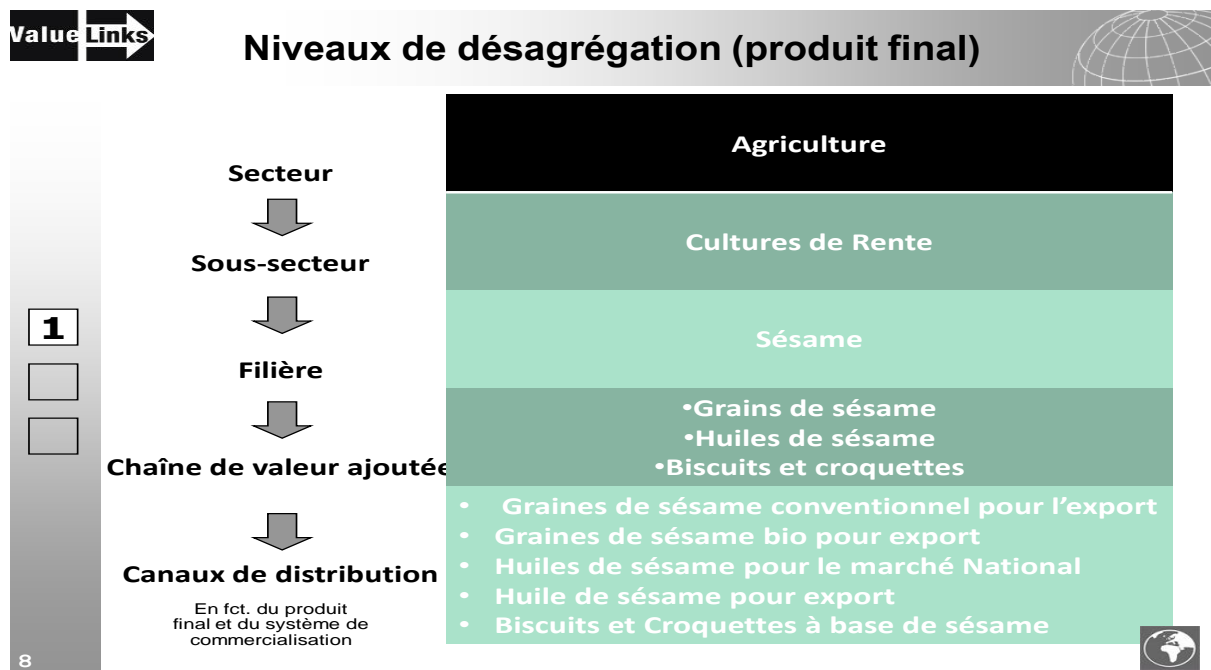 Value Links
Niveaux de désagrégation (produit final)
Agriculture
Secteur
Cultures de Rente
Sous-secteur
Sésame
1
Filière
•Grains de sésame
•Huiles de sésame
•Biscuits et croquettes
Chaîne de valeur ajoutée
• Graines de sésame conventionnel pour l’export
• Graines de sésame bio pour export
• Huiles de sésame pour le marché National
• Huile de sésame pour export
• Biscuits et Croquettes à base de sésame
Canaux de distribution
En fct. du produit
final et du système de
commercialisation
8